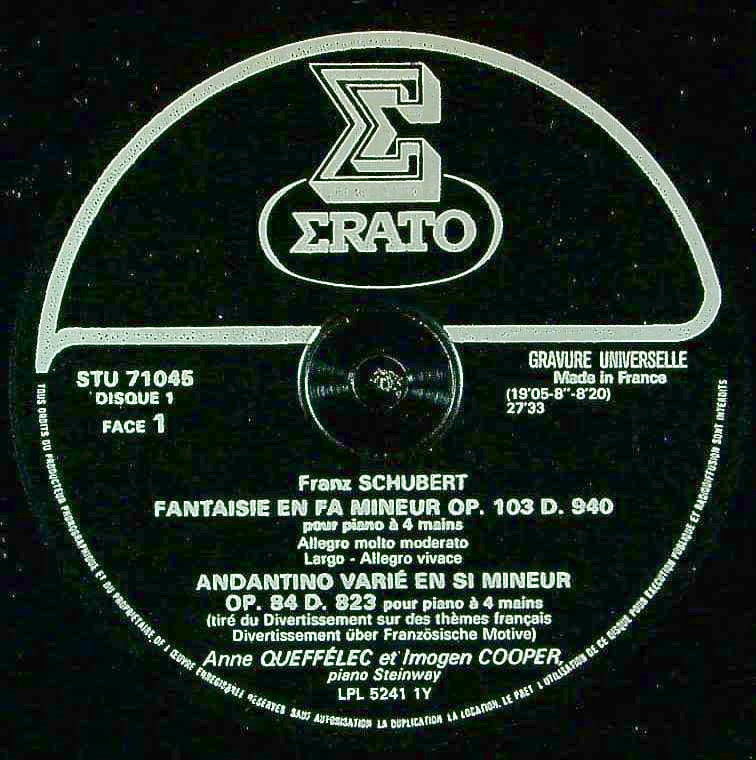 ΣRATO
STU 71045
DISQUE 1
FACE 1
GRAVURE UNIVERSELLE
Made in France
(19'05-8"-8'20)
27'33
Franz SCHUBERT
FANTAISIE EN FA MINEUR OP. 103 D. 940
pour piano à 4 mains
Allegro molto moderato
Largo - Allegro vivace
ANDANTINO VARIÉ EN SI MINEUR
OP. 84 D. 823 pour piano à 4 mains
(tiré du Divertissement sur des thèmes français
Divertissement über Französische Motive)
Anne QUEFFÉLEC et Imogen COOPER,
piano Steinway
LPL 5241 1Y
TOUS DROITS DU PRODUCTEUR PHONOGRAPHIQUE ET DU PROPRIETAIRE DE L'ŒUVRE ENREGISTREE RESERVES SAUF AUTORISATION LA DUPLICATION LA LOCATION, LE PRET L'UTILISATION DE CE DISQUE POUR EXECUTION PUBLIQUE ET RADIODIFFUSION SONT INTERDITS